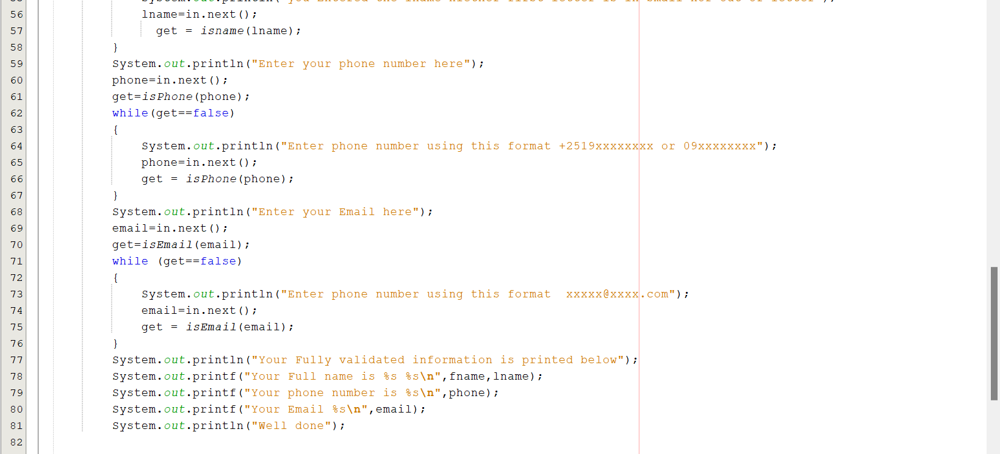 56 lname=in.next();
57 get = isname(lname);
58 }
59 System.out.println("Enter your phone number here");
60 phone=in.next();
61 get=isPhone(phone);
62 while(get==false)
63 {
64 System.out.println("Enter phone number using this format +2519xxxxxxxx or 09xxxxxxxx");
65 phone=in.next();
66 get = isPhone(phone);
67 }
68 System.out.println("Enter your Email here");
69 email=in.next();
70 get=isEmail(email);
71 while (get==false)
72 {
73 System.out.println("Enter phone number using this format  xxxxx@xxxx.com");
74 email=in.next();
75 get = isEmail(email);
76 }
77 System.out.println("Your Fully validated information is printed below");
78 System.out.printf("Your Full name is %s %s\n",fname,lname);
79 System.out.printf("Your phone number is %s\n",phone);
80 System.out.printf("Your Email %s\n",email);
81 System.out.println("Well done");
82